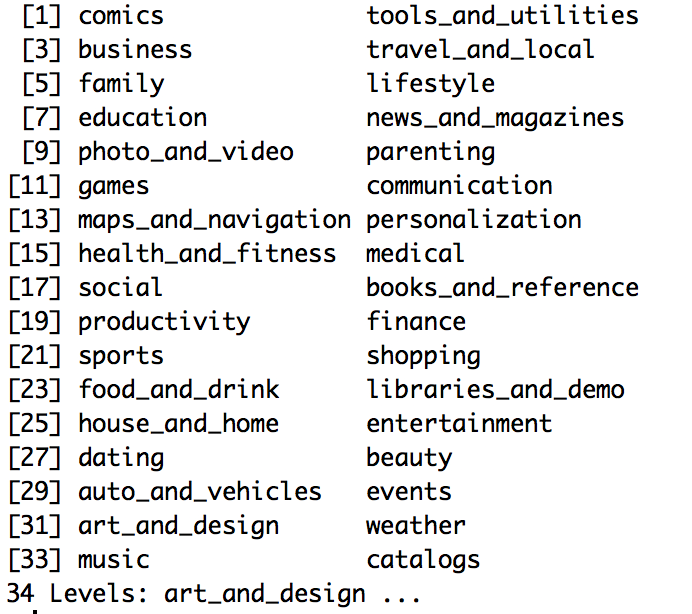 [1] comics tools_and_utilities
[3] business travel_and_local
[5] family lifestyle
[7] education news_and_magazines
[9] photo_and_video parenting
[11] games communication
[13] maps_and_navigation personalization
[15] health_and_fitness medical
[17] social books_and_reference
[19] productivity finance
[21] sports shopping
[23] food_and_drink libraries_and_demo
[25] house_and_home entertainment
[27] dating beauty
[29] auto_and_vehicles events
[31] art_and_design weather
[33] music catalogs
34 Levels: art_and_design ...